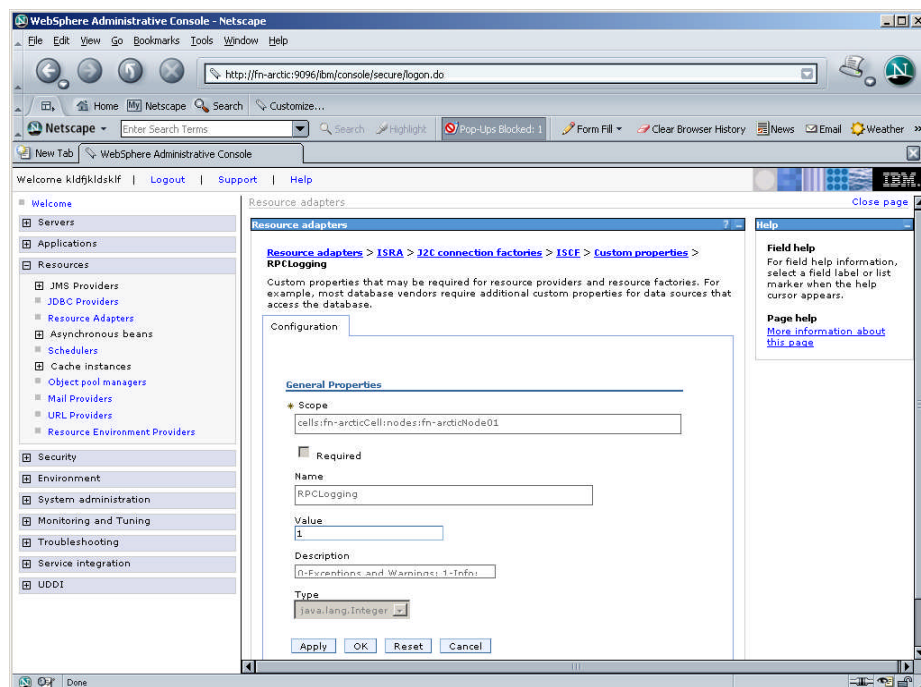 WebSphere Administrative Console - Netscape
File Edit View Go Bookmarks Tools Window Help
http://fn-arctic:9096/ibm/console/secure/logon.do
Home My Netscape Search Customize...
Netscape Enter Search Terms Search Highlight Pop-Ups Blocked: 1 Form Fill Clear Browser History News Email Weather »
New Tab WebSphere Administrative Console
Welcome kldfjkldsklf | Logout | Support | Help IBM.
Welcome
Servers
Applications
Resources
JMS Providers
JDBC Providers
Resource Adapters
Asynchronous beans
Schedulers
Cache instances
Object pool managers
Mail Providers
URL Providers
Resource Environment Providers
Security
Environment
System administration
Monitoring and Tuning
Troubleshooting
Service integration
UDDI
Resource adapters Close page
Resource adapters ? -
Resource adapters > ISRA > J2C connection factories > ISCF > Custom properties >
RPCLogging
Custom properties that may be required for resource providers and resource factories. For
example, most database vendors require additional custom properties for data sources that
access the database.
Configuration
General Properties
Scope
cells:fn-arcticCell:nodes:fn-arcticNode01
Required
Name
RPCLogging
Value
1
Description
0-Exceptions and Warnings; 1-Info;
Type
java.lang.Integer
Apply OK Reset Cancel
Help
Field help
For field help information,
select a field label or list
marker when the help
cursor appears.
Page help
More information about
this page
Done